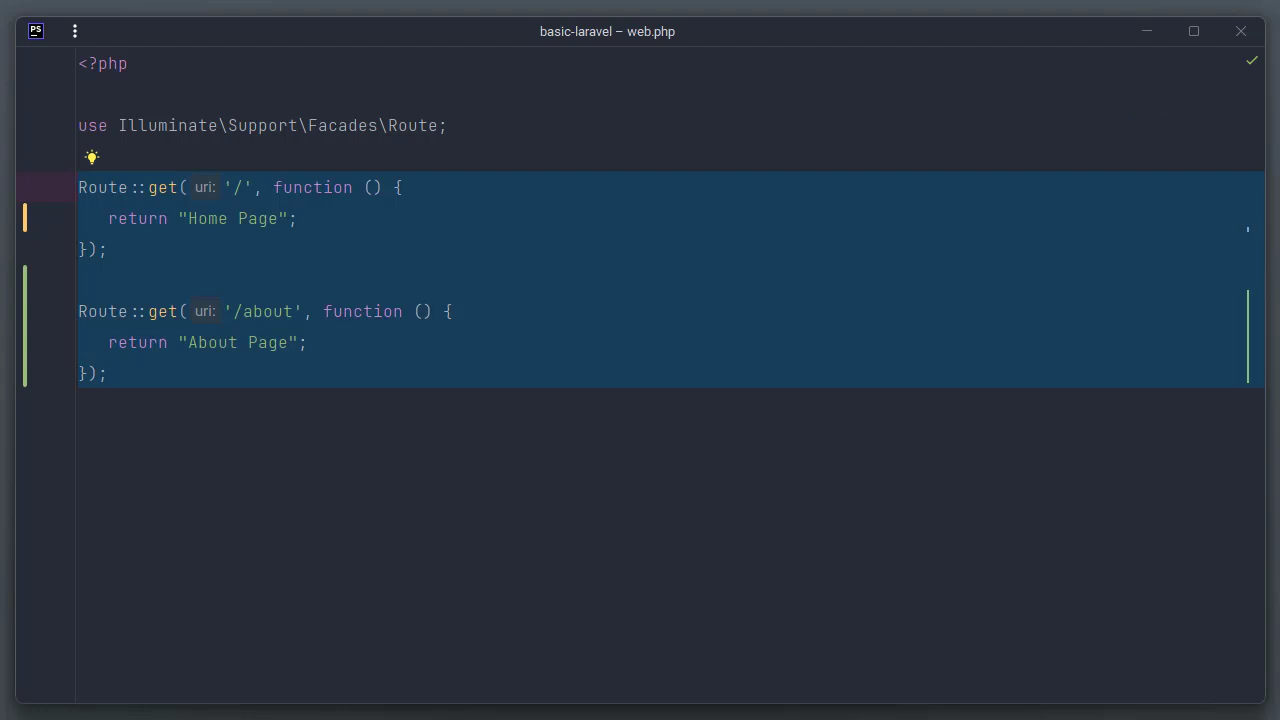 PS
basic-laravel – web.php
<?php
use Illuminate\Support\Facades\Route;
Route::get( uri: '/', function () {
return "Home Page";
});
Route::get( uri: '/about', function () {
return "About Page";
});